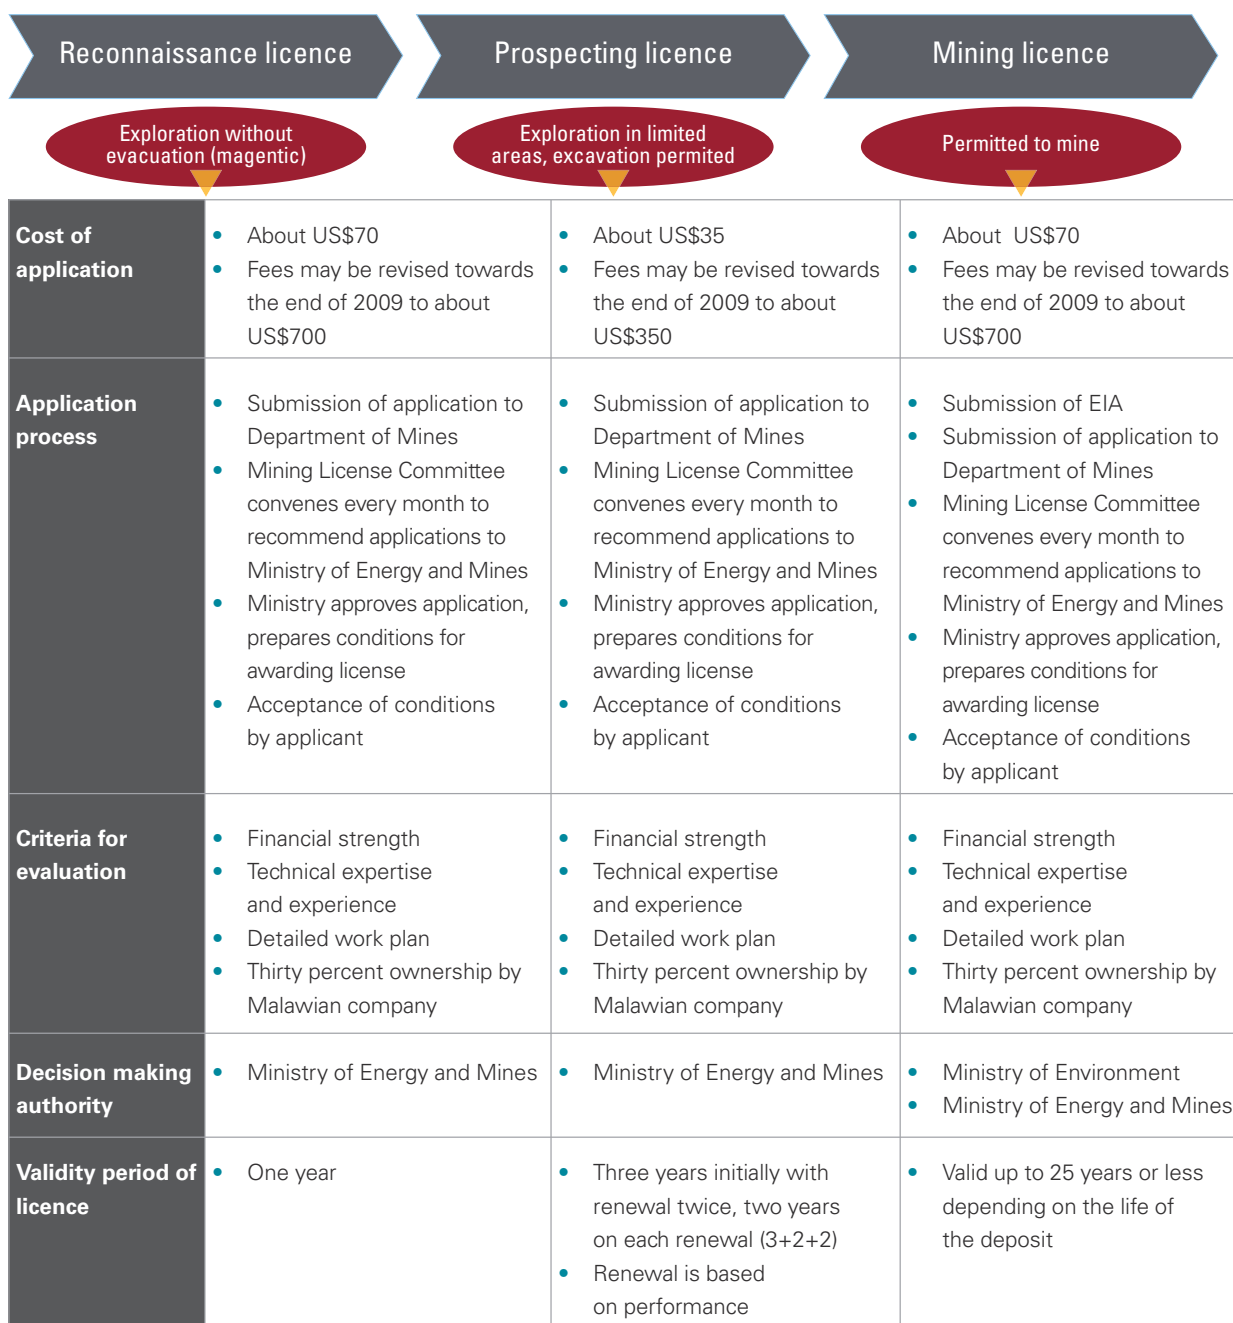 Reconnaissance licence
Prospecting licence
Mining licence
Exploration without
evacuation (magentic)
Exploration in limited
areas, excavation permited
Permitted to mine
Cost of
application
• About US$70
• Fees may be revised towards
the end of 2009 to about
US$700
• About US$35
• Fees may be revised towards
the end of 2009 to about
US$350
• About US$70
• Fees may be revised towards
the end of 2009 to about
US$700
Application
process
• Submission of application to
Department of Mines
• Mining License Committee
convenes every month to
recommend applications to
Ministry of Energy and Mines
• Ministry approves application,
prepares conditions for
awarding license
• Acceptance of conditions
by applicant
• Submission of application to
Department of Mines
• Mining License Committee
convenes every month to
recommend applications to
Ministry of Energy and Mines
• Ministry approves application,
prepares conditions for
awarding license
• Acceptance of conditions
by applicant
• Submission of EIA
• Submission of application to
Department of Mines
• Mining License Committee
convenes every month to
recommend applications to
Ministry of Energy and Mines
• Ministry approves application,
prepares conditions for
awarding license
• Acceptance of conditions
by applicant
Criteria for
evaluation
• Financial strength
• Technical expertise
and experience
• Detailed work plan
• Thirty percent ownership by
Malawian company
• Financial strength
• Technical expertise
and experience
• Detailed work plan
• Thirty percent ownership by
Malawian company
• Financial strength
• Technical expertise
and experience
• Detailed work plan
• Thirty percent ownership by
Malawian company
Decision making
authority
• Ministry of Energy and Mines
• Ministry of Energy and Mines
• Ministry of Environment
• Ministry of Energy and Mines
Validity period of
licence
• One year
• Three years initially with
renewal twice, two years
on each renewal (3+2+2)
• Renewal is based
on performance
• Valid up to 25 years or less
depending on the life of
the deposit